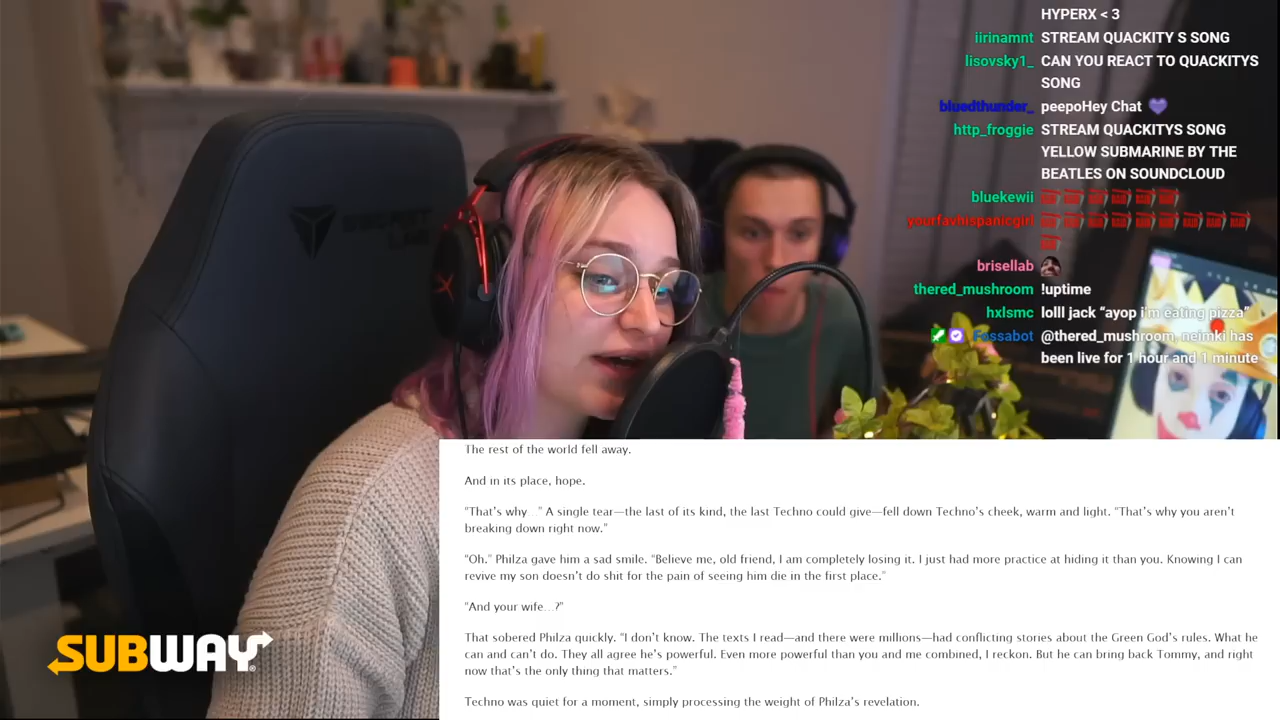 HYPERX < 3
iirinamnt STREAM QUACKITY S SONG
lisovsky1_ CAN YOU REACT TO QUACKITYS
SONG
bluedthunder_ peepoHey Chat
http_froggie STREAM QUACKITYS SONG
YELLOW SUBMARINE BY THE
BEATLES ON SOUNDCLOUD
bluekewii
yourfavhispanicgirl
brisellab
thered_mushroom !uptime
hxlsmc lolll jack “ayop i'm eating pizza”
Fossabot @thered_mushroom, neimki has
been live for 1 hour and 1 minute
The rest of the world fell away.
And in its place, hope.
“That’s why…” A single tear—the last of its kind, the last Techno could give—fell down Techno’s cheek, warm and light. “That’s why you aren’t
breaking down right now.”
“Oh.” Philza gave him a sad smile. “Believe me, old friend, I am completely losing it. I just had more practice at hiding it than you. Knowing I can
revive my son doesn’t do shit for the pain of seeing him die in the first place.”
“And your wife…?”
That sobered Philza quickly. “I don’t know. The texts I read—and there were millions—had conflicting stories about the Green God’s rules. What he
can and can’t do. They all agree he’s powerful. Even more powerful than you and me combined, I reckon. But he can bring back Tommy, and right
now that’s the only thing that matters.”
Techno was quiet for a moment, simply processing the weight of Philza’s revelation.
SUBWAY